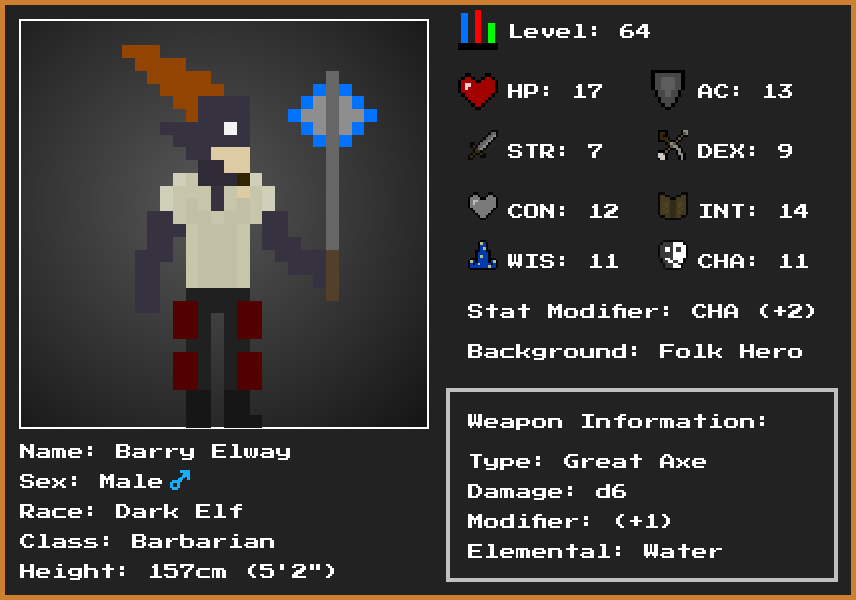 Level: 64
HP: 17
AC: 13
STR: 7
DEX: 9
CON: 12
INT: 14
WIS: 11
CHA: 11
Stat Modifier: CHA (+2)
Background: Folk Hero
Weapon Information:
Type: Great Axe
Damage: d6
Modifier: (+1)
Elemental: Water
Name: Barry Elway
Sex: Male♂
Race: Dark Elf
Class: Barbarian
Height: 157cm (5'2")